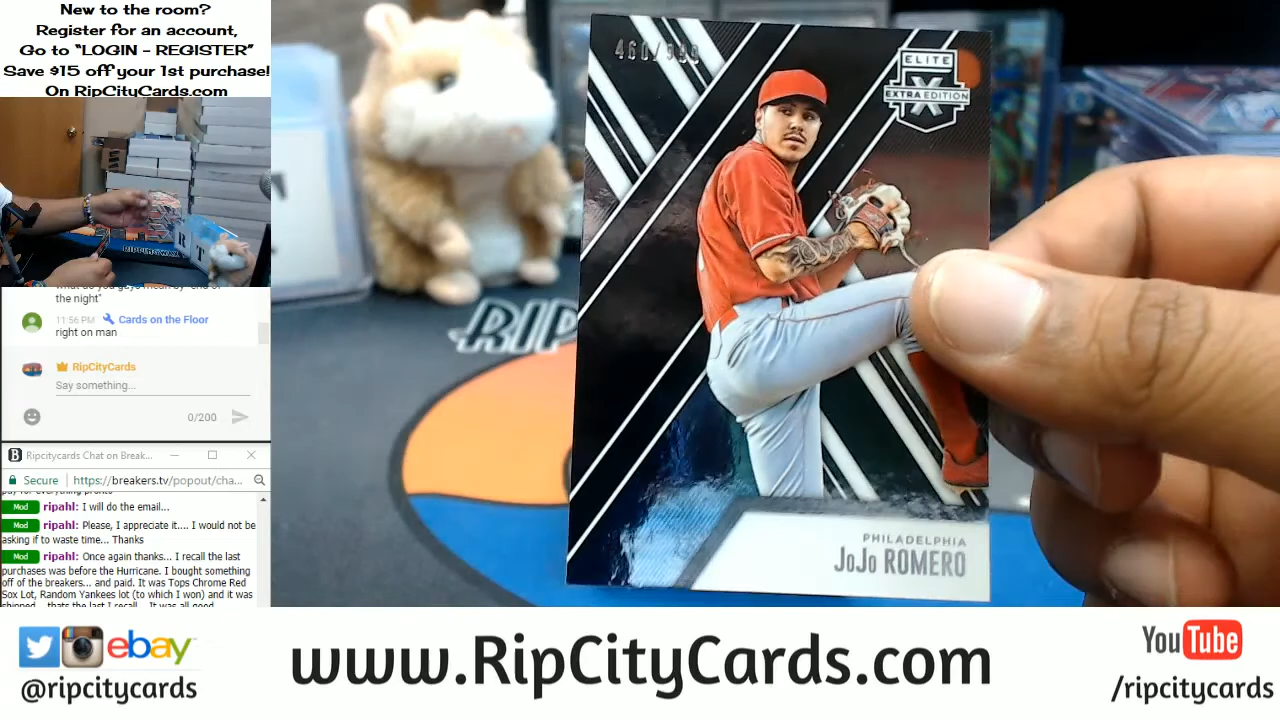 New to the room?
Register for an account,
Go to "LOGIN - REGISTER"
Save $15 off your 1st purchase!
On RipCityCards.com
the night"
11:56 PM Cards on the Floor
right on man
RipCityCards
Say something...
0/200
Ripcitycards Chat on Break...
Secure https://breakers.tv/popout/cha...
Mod ripahl: I will do the email...
Mod ripahl: Please, I appreciate it.... I would not be
asking if to waste time... Thanks
Mod ripahl: Once again thanks... I recall the last
purchases was before the Hurricane. I bought something
off of the breakers... and paid. It was Tops Chrome Red
Sox Lot, Random Yankees lot (to which I won) and it was
ELITE
X
EXTRA EDITION
RIP
PHILADELPHIA
JoJo ROMERO
ebay
@ripcitycards
www.RipCityCards.com
YouTube
/ripcitycards